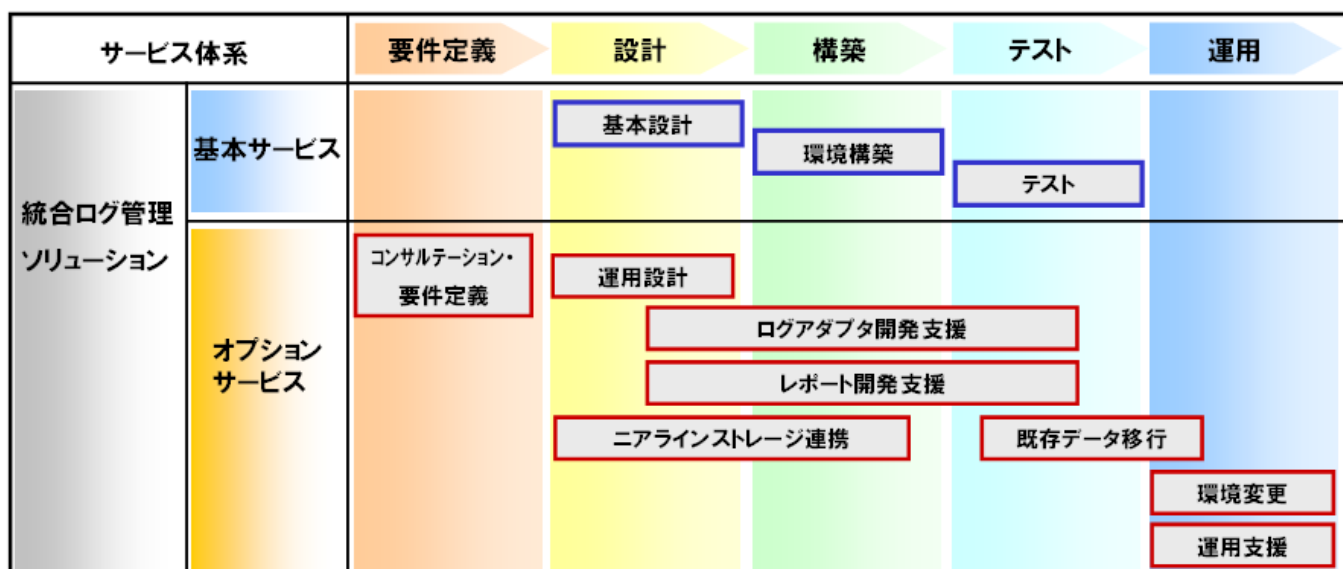 サービス体系
要件定義
設計
構築
テスト
運用
統合ログ管理
ソリューション
基本サービス
基本設計
環境構築
テスト
オプション
サービス
コンサルテーション・
要件定義
運用設計
ログアダプタ開発支援
レポート開発支援
ニアラインストレージ連携
既存データ移行
環境変更
運用支援